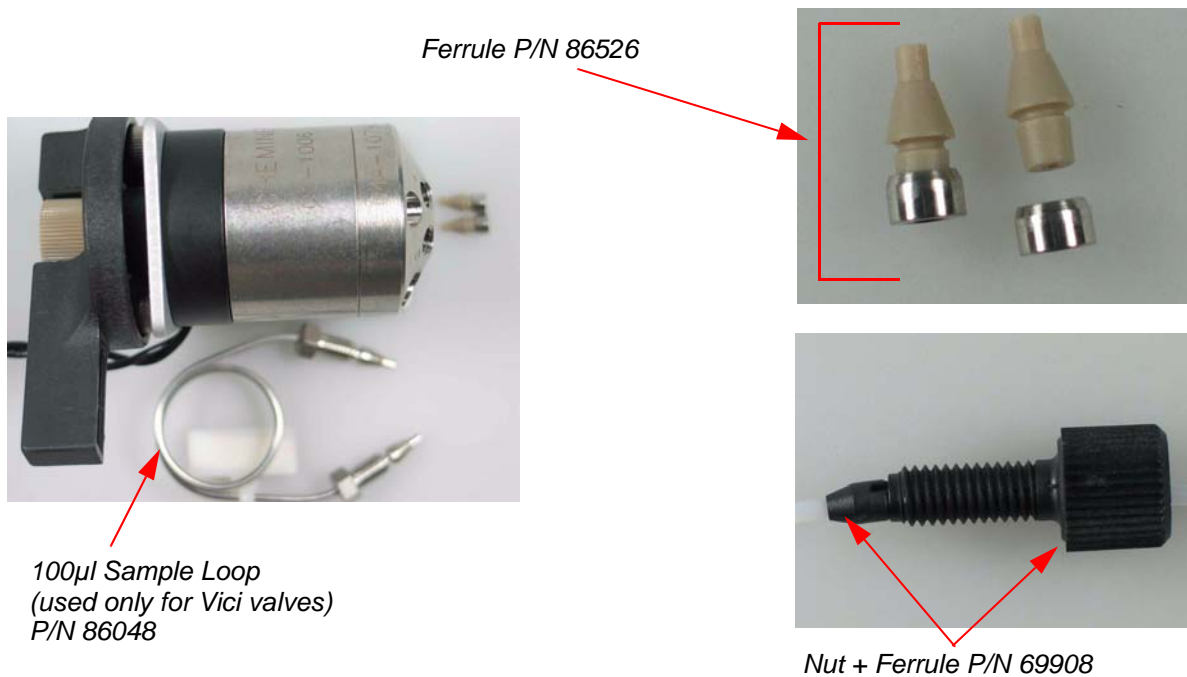 Ferrule P/N 86526
100µl Sample Loop
(used only for Vici valves)
P/N 86048
Nut + Ferrule P/N 69908